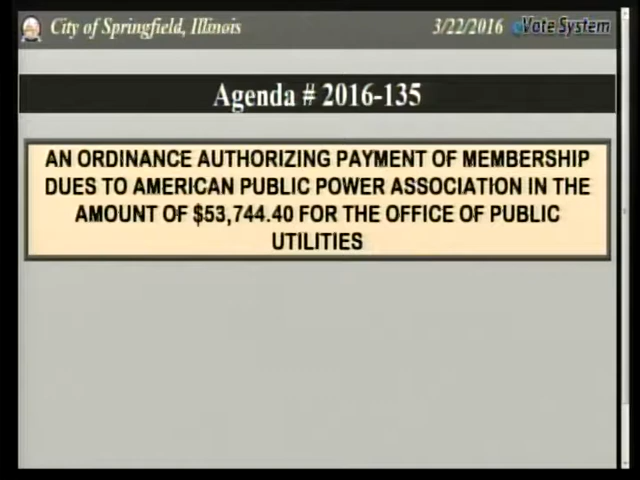 City of Springfield, Illinois 3/22/2016 eVote System
Agenda # 2016-135
AN ORDINANCE AUTHORIZING PAYMENT OF MEMBERSHIP
DUES TO AMERICAN PUBLIC POWER ASSOCIATION IN THE
AMOUNT OF $53,744.40 FOR THE OFFICE OF PUBLIC
UTILITIES